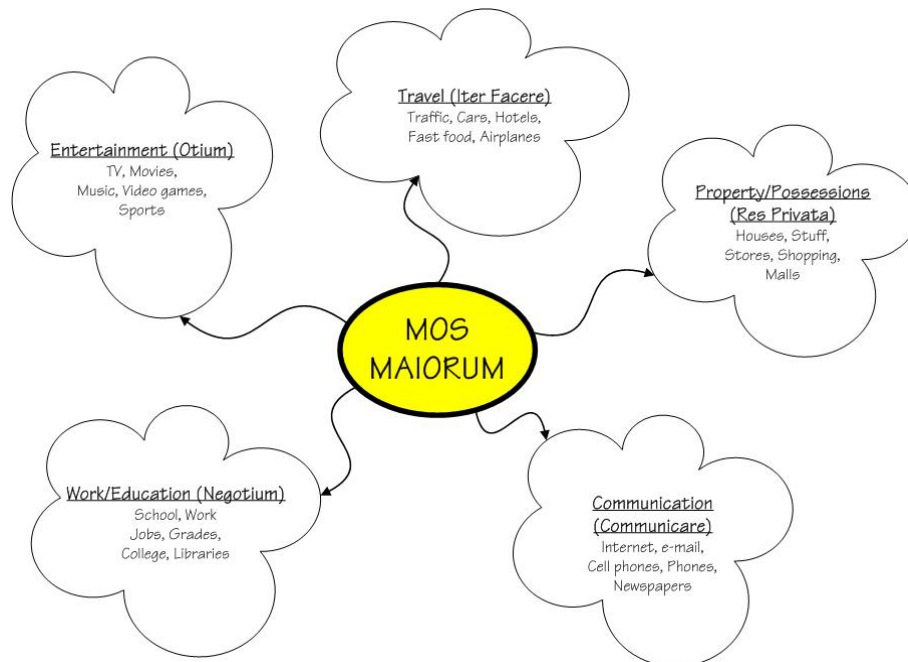 Travel (Iter Facere)
Traffic, Cars, Hotels,
Fast food, Airplanes
Entertainment (Otium)
TV, Movies,
Music, Video games,
Sports
Property/Possessions
(Res Privata)
Houses, Stuff,
Stores, Shopping,
Malls
MOS
MAIORUM
Work/Education (Negotium)
School, Work
Jobs, Grades,
College, Libraries
Communication
(Communicare)
Internet, e-mail,
Cell phones, Phones,
Newspapers